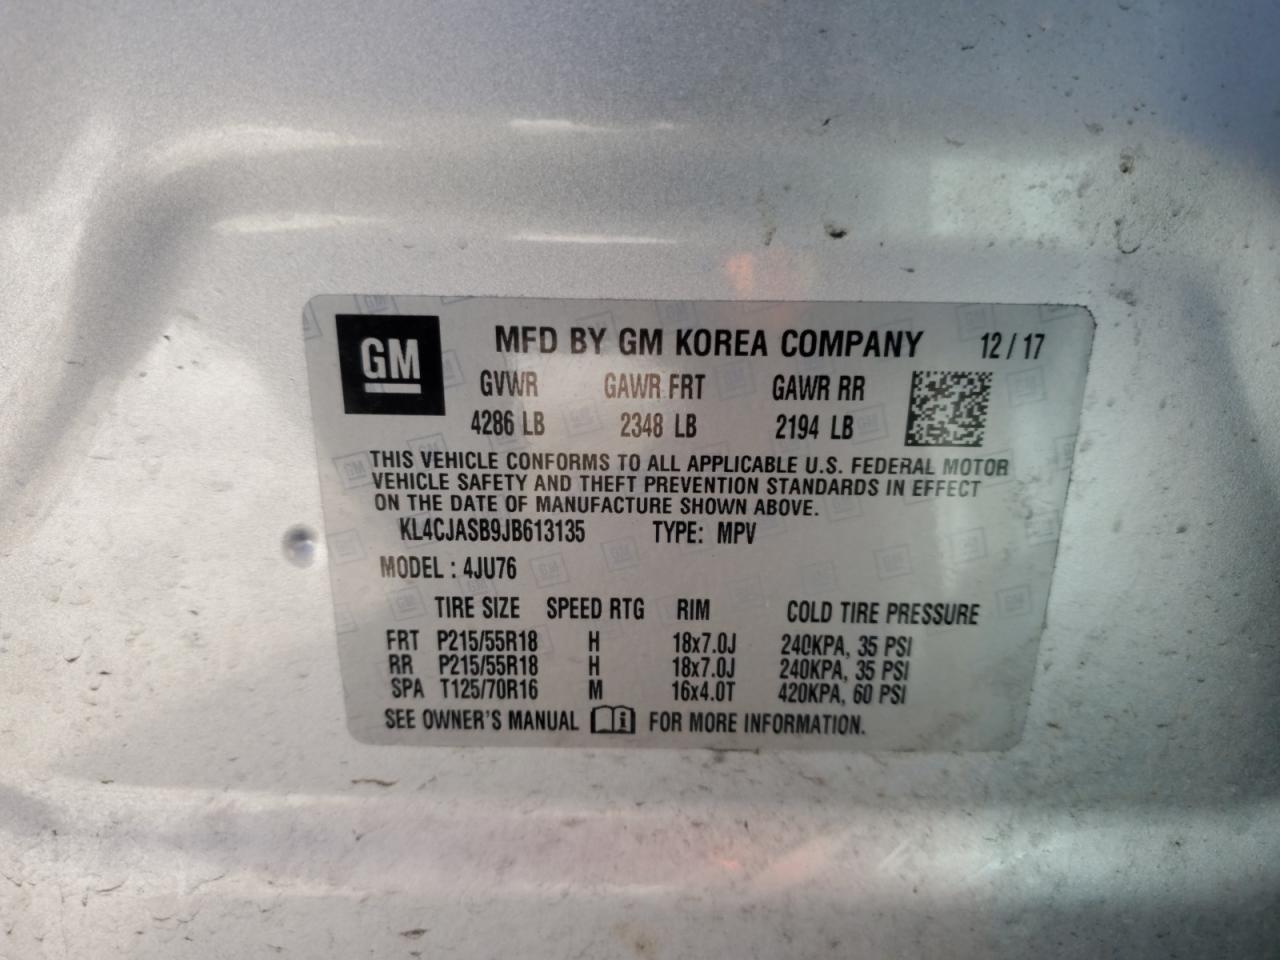 GM
MFD BY GM KOREA COMPANY 12/17
GVWR GAWR FRT GAWR RR
4286 LB 2348 LB 2194 LB
THIS VEHICLE CONFORMS TO ALL APPLICABLE U.S. FEDERAL MOTOR
VEHICLE SAFETY AND THEFT PREVENTION STANDARDS IN EFFECT
ON THE DATE OF MANUFACTURE SHOWN ABOVE.
KL4CJASB9JB613135 TYPE: MPV
MODEL : 4JU76
TIRE SIZE SPEED RTG RIM COLD TIRE PRESSURE
FRT P215/55R18 H 18x7.0J 240KPA, 35 PSI
RR P215/55R18 H 18x7.0J 240KPA, 35 PSI
SPA T125/70R16 M 16x4.0T 420KPA, 60 PSI
SEE OWNER'S MANUAL FOR MORE INFORMATION.